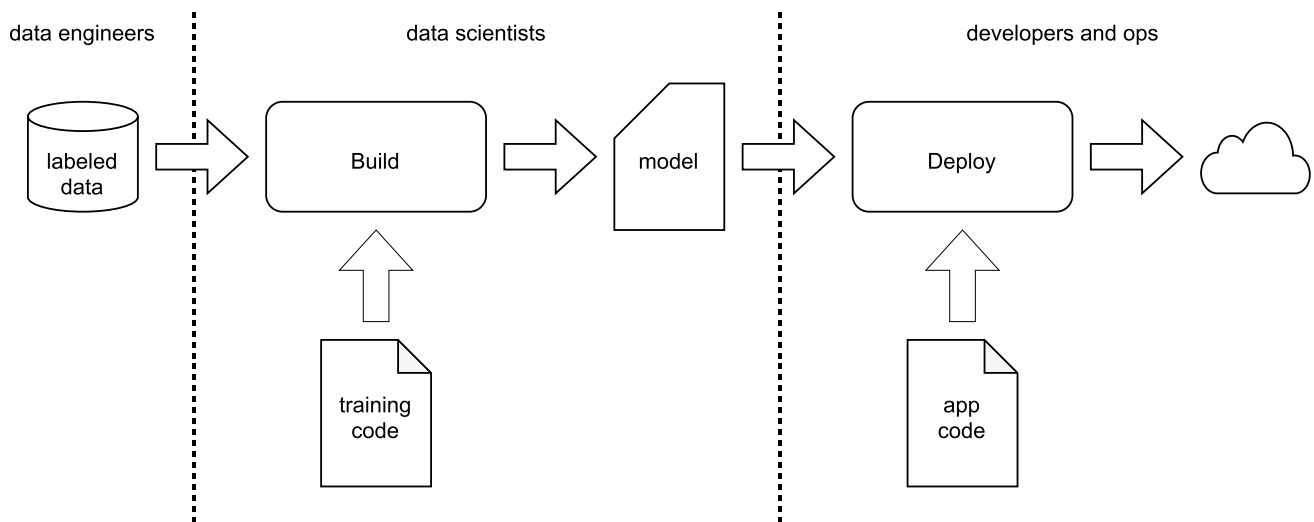 data engineers
data scientists
developers and ops
labeled
data
Build
model
Deploy
training
code
app
code